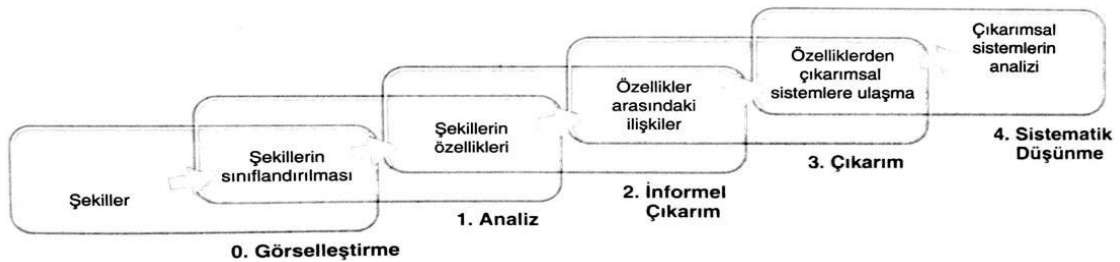 Şekiller
Şekillerin
sınıflandırılması
0. Görselleştirme
Şekillerin
özellikleri
1. Analiz
Özellikler
arasındaki
ilişkiler
2. İnformel
Çıkarım
Özelliklerden
çıkarımsal
sistemlere ulaşma
3. Çıkarım
Çıkarımsal
sistemlerin
analizi
4. Sistematik
Düşünme